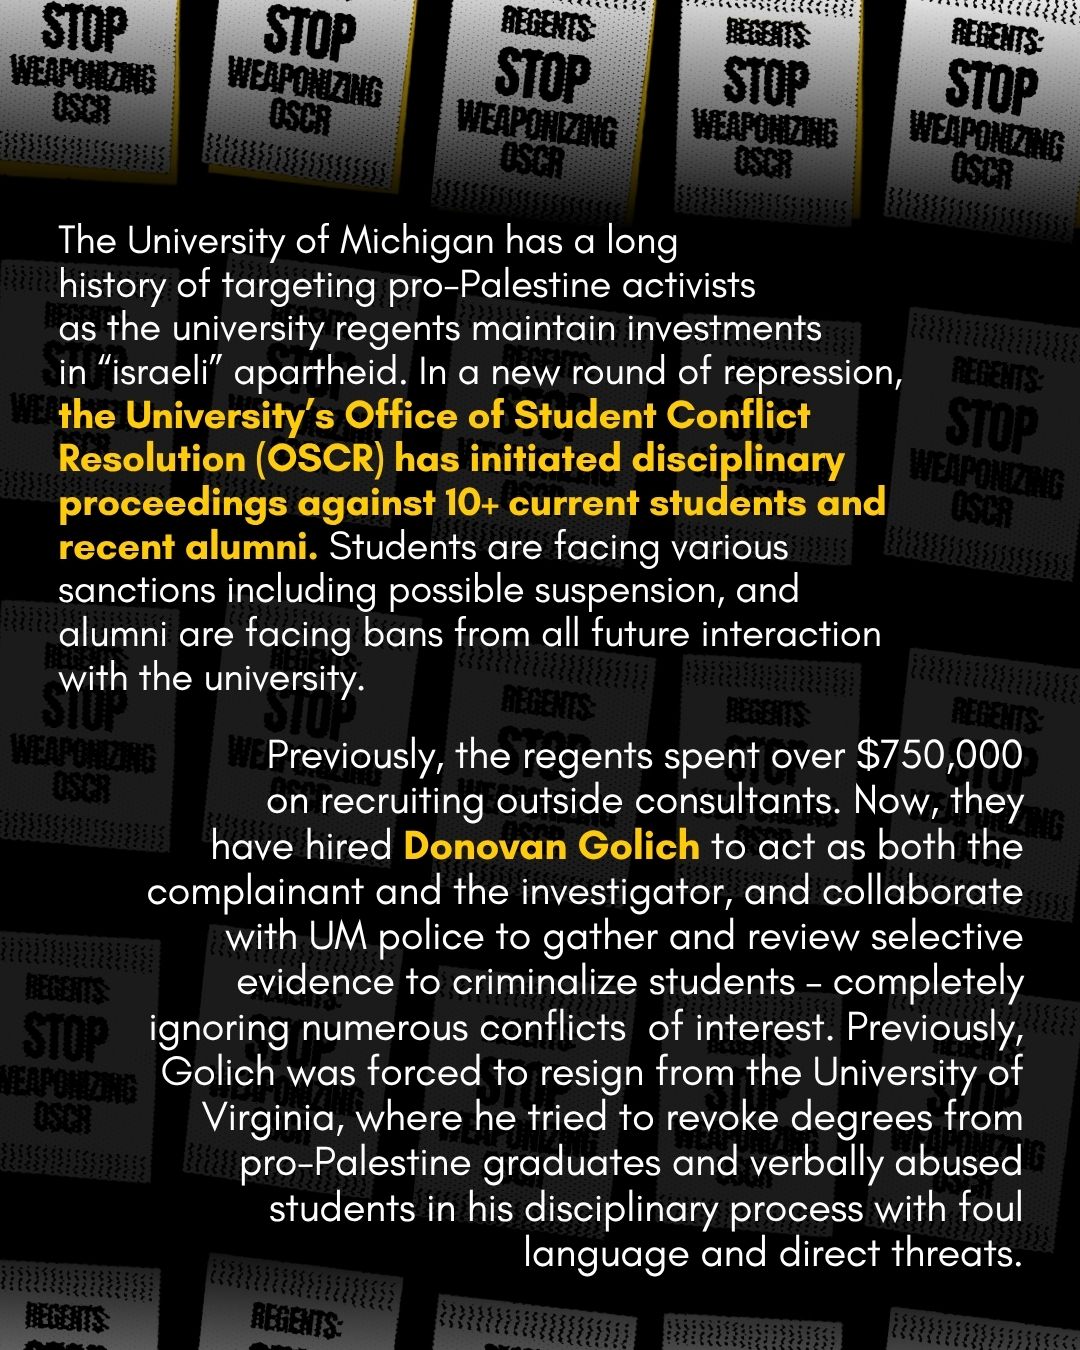 STOP
WEAPONIZING
OSCR
STOP
WEAPONIZING
OSCR
REGENTS:
STOP
WEAPONIZING
OSCR
REGENTS:
STOP
WEAPONIZING
OSCR
REGENTS:
STOP
WEAPONIZING
OSCR
The University of Michigan has a long
history of targeting pro-Palestine activists
as the university regents maintain investments
in “israeli” apartheid. In a new round of repression,
the University’s Office of Student Conflict
Resolution (OSCR) has initiated disciplinary
proceedings against 10+ current students and
recent alumni. Students are facing various
sanctions including possible suspension, and
alumni are facing bans from all future interaction
with the university.
Previously, the regents spent over $750,000
on recruiting outside consultants. Now, they
have hired Donovan Golich to act as both the
complainant and the investigator, and collaborate
with UM police to gather and review selective
evidence to criminalize students – completely
ignoring numerous conflicts  of interest. Previously,
Golich was forced to resign from the University of
Virginia, where he tried to revoke degrees from
pro-Palestine graduates and verbally abused
students in his disciplinary process with foul
language and direct threats.
REGENTS:
REGENTS: